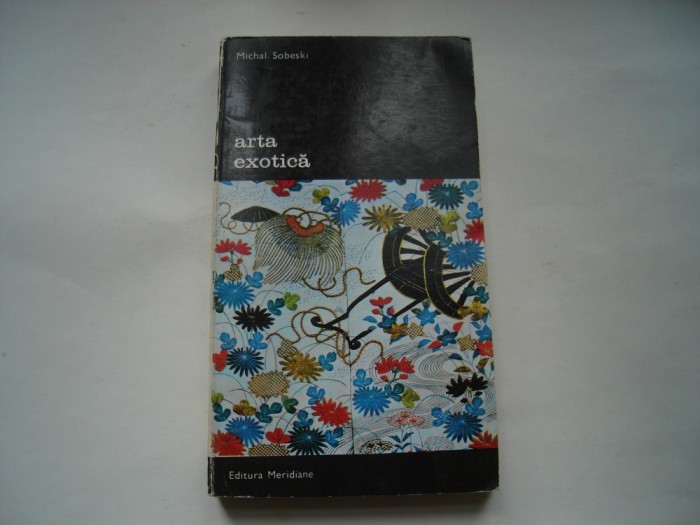 Michal Sobeski
arta
exotică
Editura Meridiane